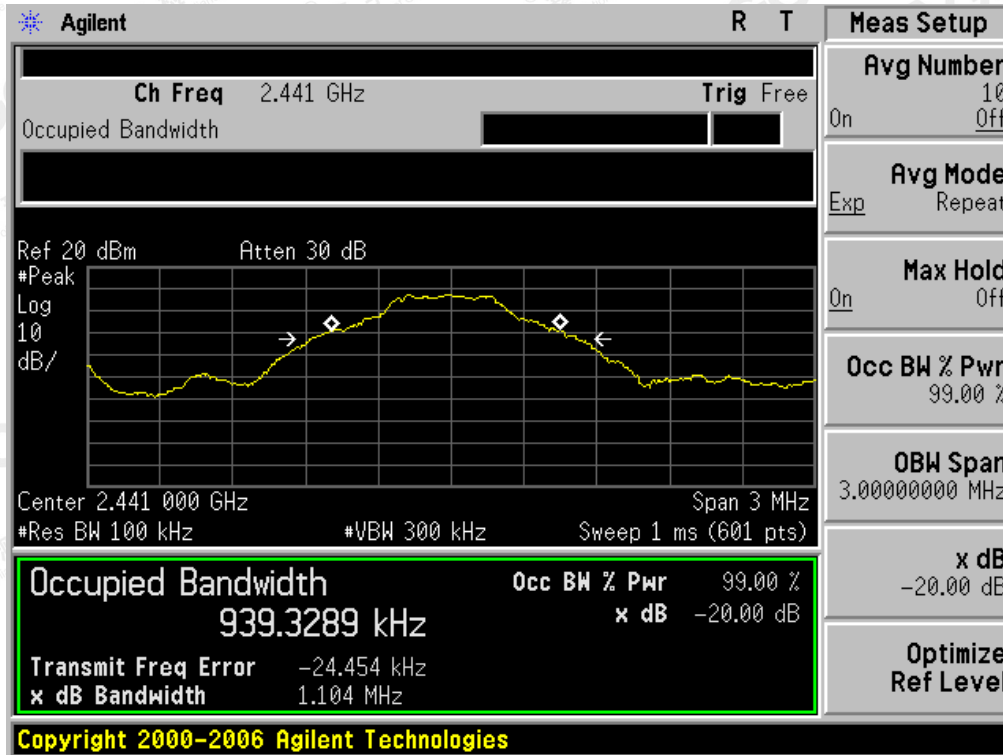 Agilent R T
Meas Setup
Ch Freq 2.441 GHz Trig Free
Occupied Bandwidth
Ref 20 dBm Atten 30 dB
#Peak
Log
10
dB/
Center 2.441 000 GHz Span 3 MHz
#Res BW 100 kHz #VBW 300 kHz Sweep 1 ms (601 pts)
Occupied Bandwidth Occ BW % Pwr 99.00 %
939.3289 kHz x dB -20.00 dB
Transmit Freq Error -24.454 kHz
x dB Bandwidth 1.104 MHz
Copyright 2000-2006 Agilent Technologies
Avg Number
10
On Off
Avg Mode
Exp Repeat
Max Hold
On Off
Occ BW % Pwr
99.00 %
OBW Span
3.00000000 MHz
x dB
-20.00 dB
Optimize
Ref Level